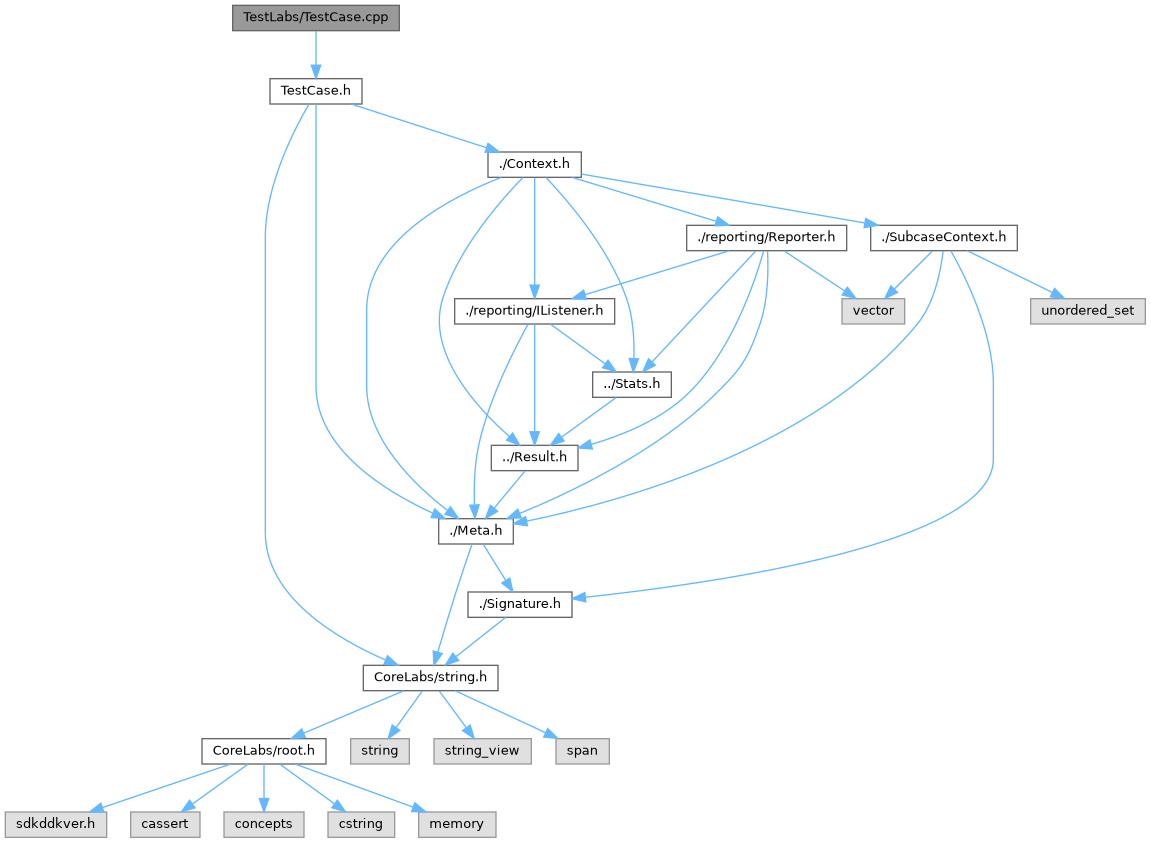 TestLabs/TestCase.cpp
TestCase.h
./Context.h
./reporting/Reporter.h
./SubcaseContext.h
./reporting/IListener.h
vector
unordered_set
../Stats.h
../Result.h
./Meta.h
./Signature.h
CoreLabs/string.h
CoreLabs/root.h
string
string_view
span
sdkddkver.h
cassert
concepts
cstring
memory